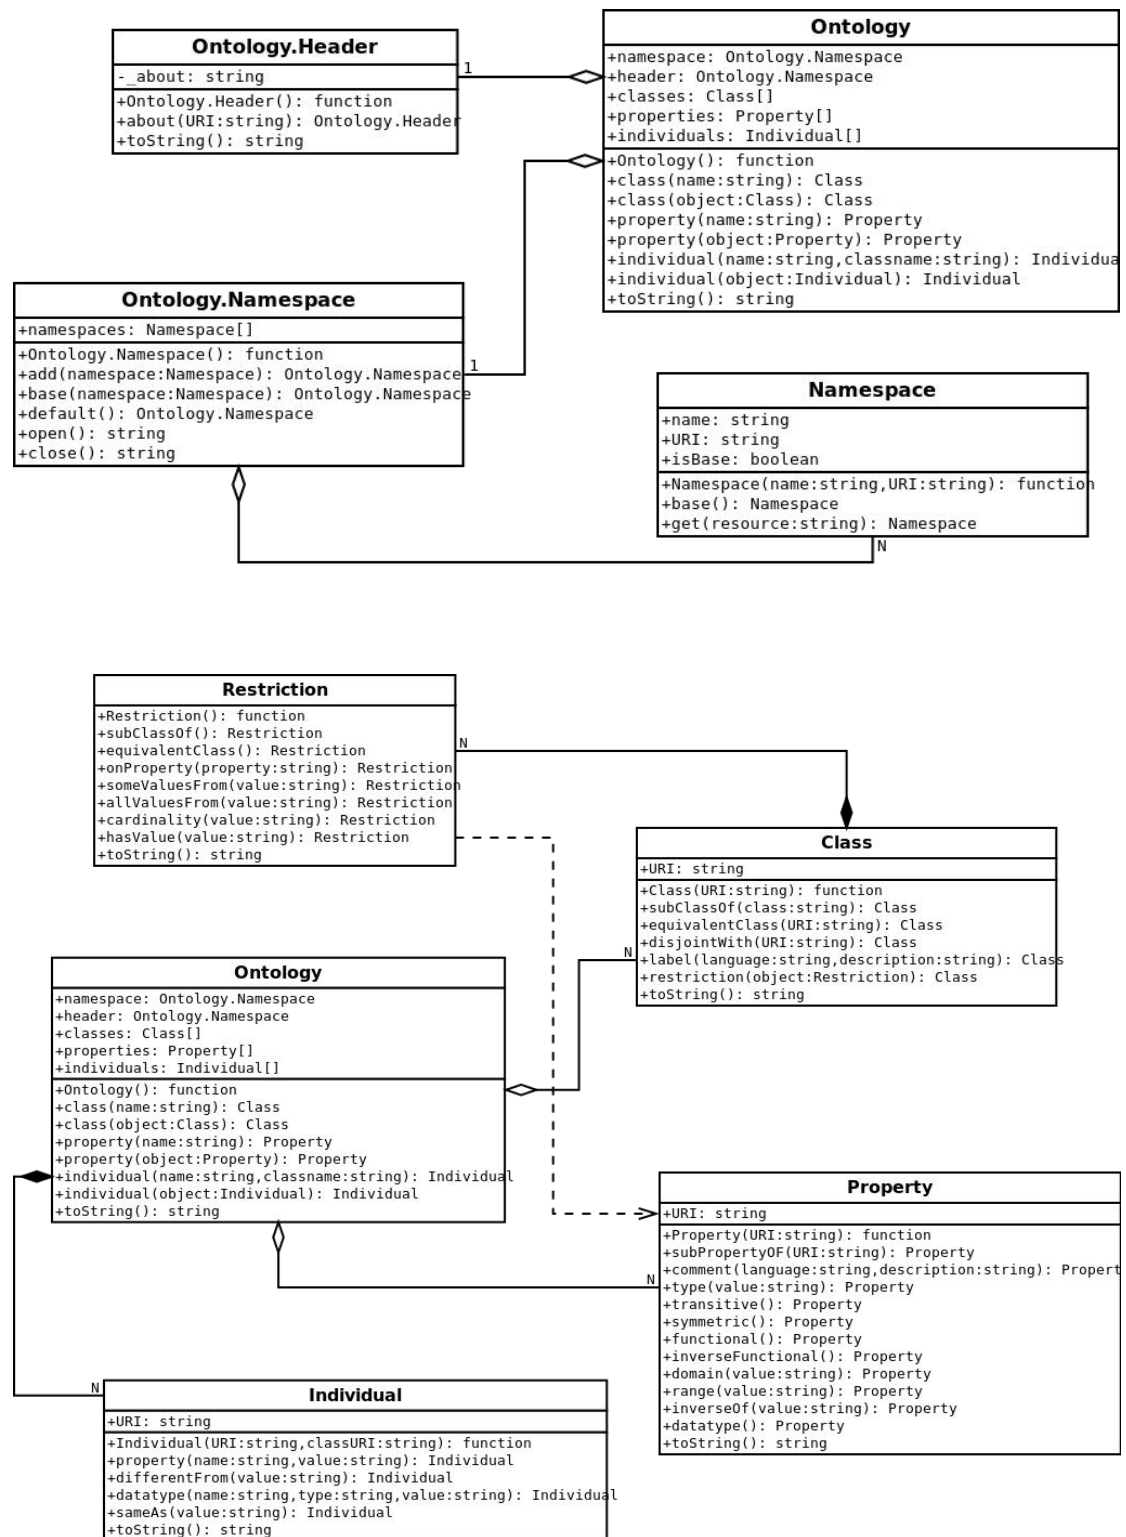 Ontology.Header
-_about: string
+Ontology.Header(): function
+about(URI:string): Ontology.Header
+toString(): string
1
Ontology
+namespace: Ontology.Namespace
+header: Ontology.Namespace
+classes: Class[]
+properties: Property[]
+individuals: Individual[]
+Ontology(): function
+class(name:string): Class
+class(object:Class): Class
+property(name:string): Property
+property(object:Property): Property
+individual(name:string,classname:string): Individua
+individual(object:Individual): Individual
+toString(): string
Ontology.Namespace
+namespaces: Namespace[]
+Ontology.Namespace(): function
+add(namespace:Namespace): Ontology.Namespace
+base(namespace:Namespace): Ontology.Namespace
+default(): Ontology.Namespace
+open(): string
+close(): string
1
Namespace
+name: string
+URI: string
+isBase: boolean
+Namespace(name:string,URI:string): function
+base(): Namespace
+get(resource:string): Namespace
N
Restriction
+Restriction(): function
+subClassOf(): Restriction
+equivalentClass(): Restriction
+onProperty(property:string): Restriction
+someValuesFrom(value:string): Restriction
+allValuesFrom(value:string): Restriction
+cardinality(value:string): Restriction
+hasValue(value:string): Restriction
+toString(): string
N
Class
+URI: string
+Class(URI:string): function
+subClassOf(class:string): Class
+equivalentClass(URI:string): Class
+disjointWith(URI:string): Class
+label(language:string,description:string): Class
+restriction(object:Restriction): Class
+toString(): string
N
Ontology
+namespace: Ontology.Namespace
+header: Ontology.Namespace
+classes: Class[]
+properties: Property[]
+individuals: Individual[]
+Ontology(): function
+class(name:string): Class
+class(object:Class): Class
+property(name:string): Property
+property(object:Property): Property
+individual(name:string,classname:string): Individual
+individual(object:Individual): Individual
+toString(): string
Property
+URI: string
+Property(URI:string): function
+subPropertyOF(URI:string): Property
+comment(language:string,description:string): Propert
+type(value:string): Property
+transitive(): Property
+symmetric(): Property
+functional(): Property
+inverseFunctional(): Property
+domain(value:string): Property
+range(value:string): Property
+inverseOf(value:string): Property
+datatype(): Property
+toString(): string
N
N
Individual
+URI: string
+Individual(URI:string,classURI:string): function
+property(name:string,value:string): Individual
+differentFrom(value:string): Individual
+datatype(name:string,type:string,value:string): Individual
+sameAs(value:string): Individual
+toString(): string